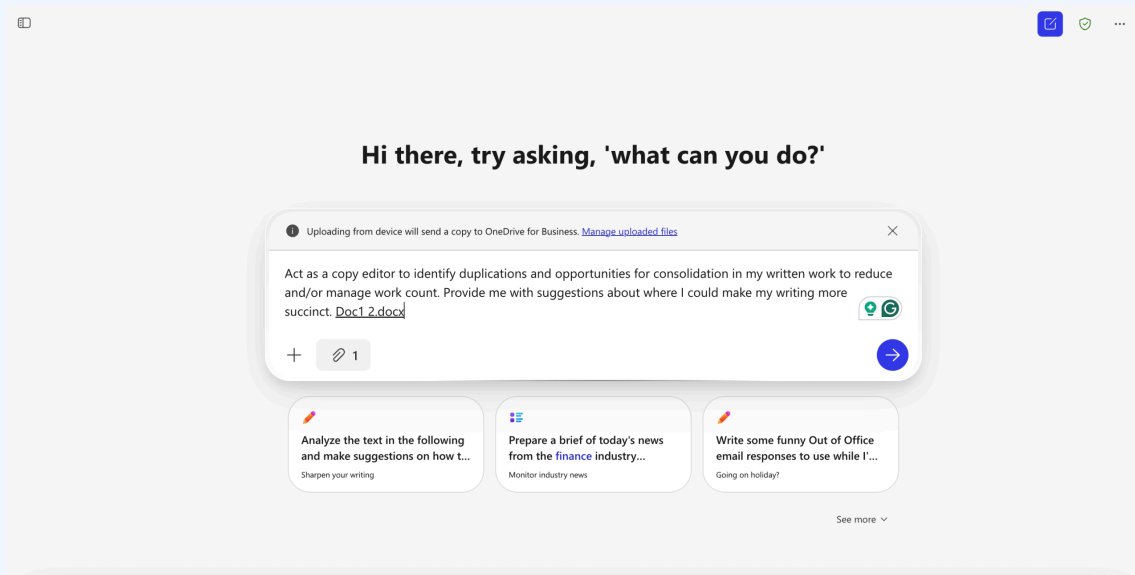 Hi there, try asking, 'what can you do?'
Uploading from device will send a copy to OneDrive for Business. Manage uploaded files
Act as a copy editor to identify duplications and opportunities for consolidation in my written work to reduce
and/or manage work count. Provide me with suggestions about where I could make my writing more
succinct. Doc1 2.docx
1
Analyze the text in the following
and make suggestions on how t...
Sharpen your writing
Prepare a brief of today's news
from the finance industry...
Monitor industry news
Write some funny Out of Office
email responses to use while I'...
Going on holiday?
See more